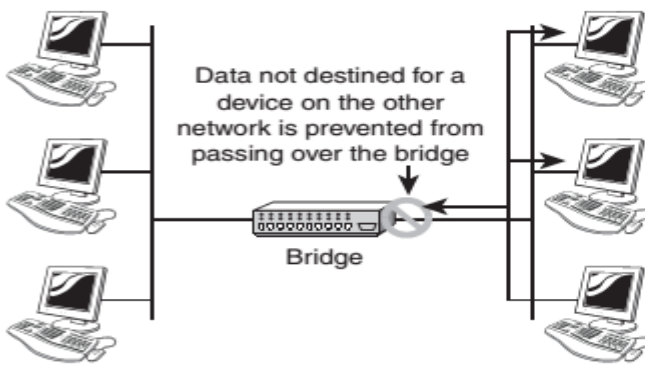 Data not destined for a
device on the other
network is prevented from
passing over the bridge
Bridge